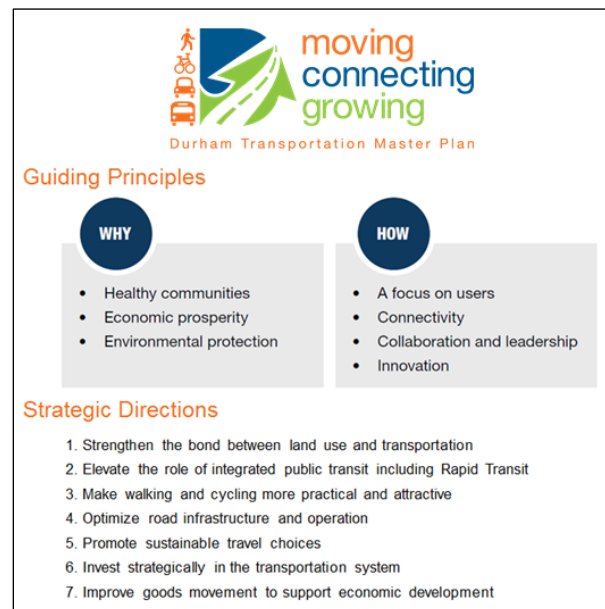 moving
connecting
growing
Durham Transportation Master Plan
Guiding Principles
WHY
• Healthy communities
• Economic prosperity
• Environmental protection
HOW
• A focus on users
• Connectivity
• Collaboration and leadership
• Innovation
Strategic Directions
1. Strengthen the bond between land use and transportation
2. Elevate the role of integrated public transit including Rapid Transit
3. Make walking and cycling more practical and attractive
4. Optimize road infrastructure and operation
5. Promote sustainable travel choices
6. Invest strategically in the transportation system
7. Improve goods movement to support economic development